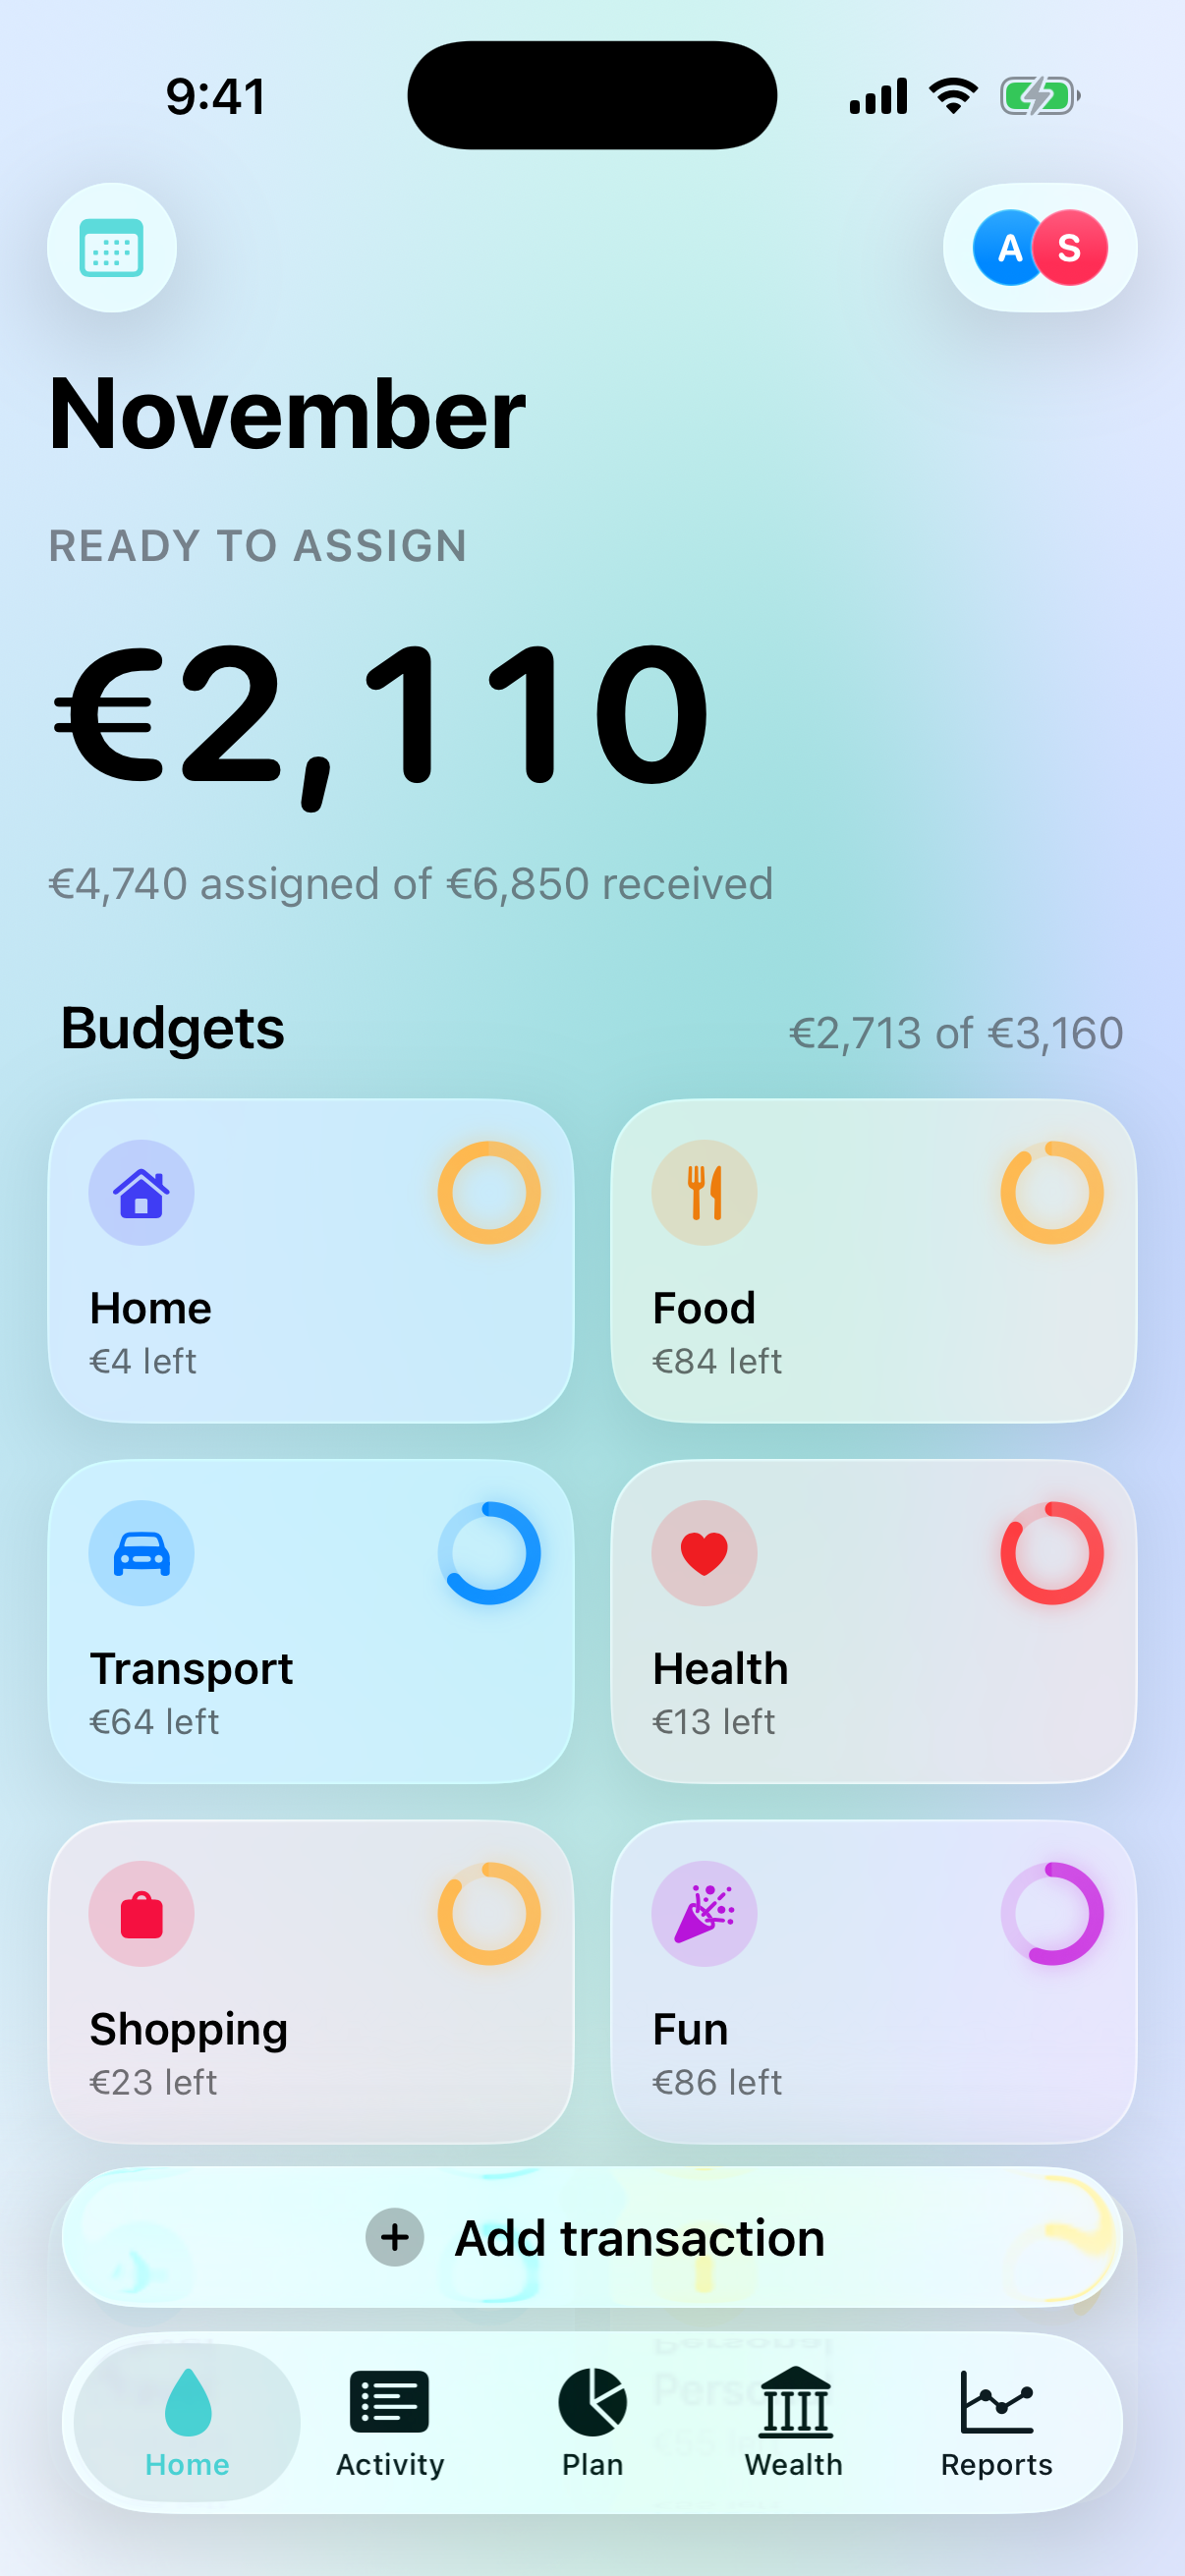 9:41
A S
November
READY TO ASSIGN
€2,110
€4,740 assigned of €6,850 received
Budgets €2,713 of €3,160
Home
€4 left
Food
€84 left
Transport
€64 left
Health
€13 left
Shopping
€23 left
Fun
€86 left
Add transaction
Home Activity Plan Wealth Reports